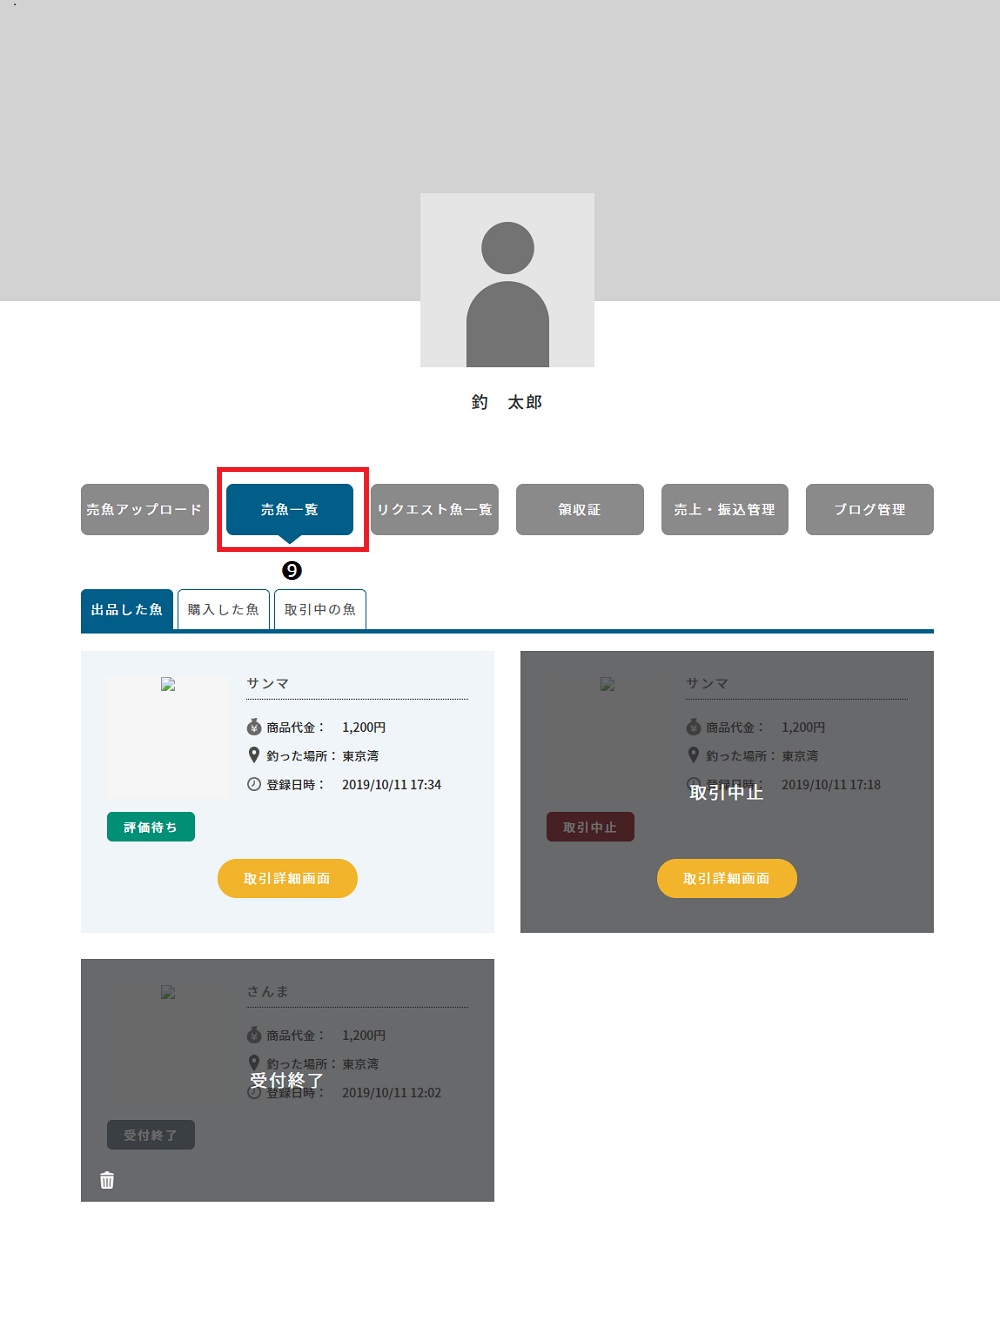 釣　太郎
売魚アップロード
売魚一覧
リクエスト魚一覧
領収証
売上・振込管理
ブログ管理
❾
出品した魚
購入した魚
取引中の魚
サンマ
商品代金： 1,200円
釣った場所： 東京湾
登録日時： 2019/10/11 17:34
評価待ち
取引詳細画面
サンマ
商品代金： 1,200円
釣った場所： 東京湾
登録日時： 2019/10/11 17:18
取引中止
取引中止
取引詳細画面
さんま
商品代金： 1,200円
釣った場所： 東京湾
受付終了
登録日時： 2019/10/11 12:02
受付終了